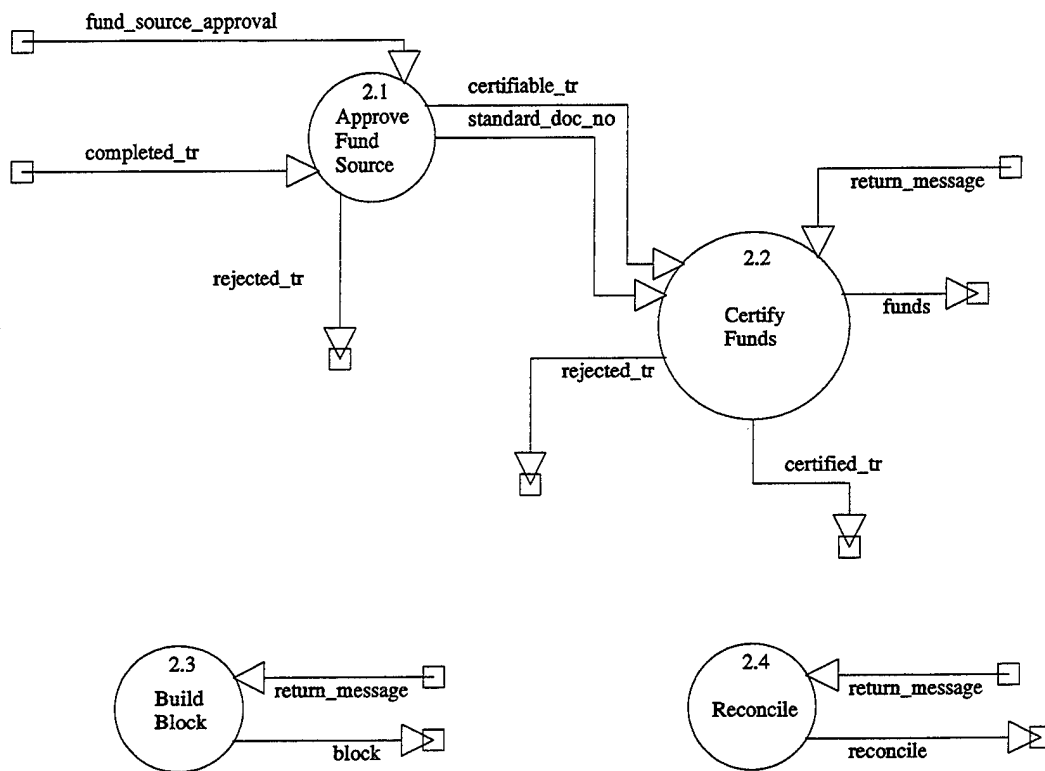 fund_source_approval
2.1
Approve
Fund
Source
certifiable_tr
standard_doc_no
completed_tr
return_message
rejected_tr
2.2
Certify
Funds
funds
rejected_tr
certified_tr
2.3
Build
Block
return_message
block
2.4
Reconcile
return_message
reconcile